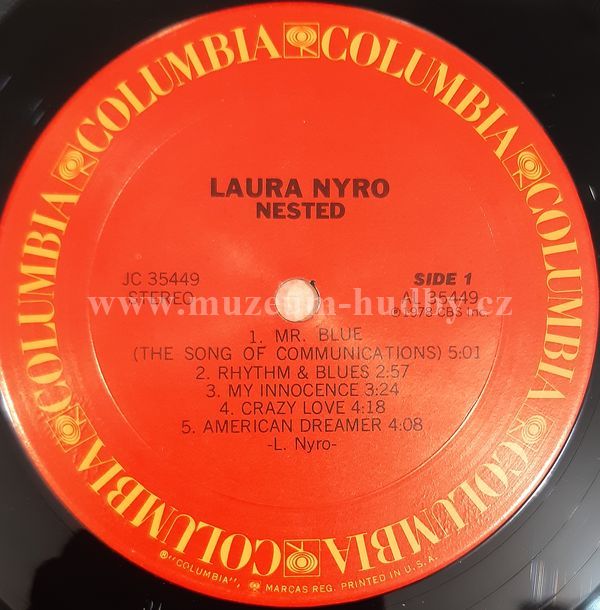 COLUMBIA COLUMBIA COLUMBIA COLUMBIA COLUMBIA COLUMBIA
LAURA NYRO
NESTED
JC 35449
STEREO
SIDE 1
AL 35449
℗1978 CBS Inc.
www.muzeum-hudby.cz
1. MR. BLUE
(THE SONG OF COMMUNICATIONS) 5:01
2. RHYTHM & BLUES 2:57
3. MY INNOCENCE 3:24
4. CRAZY LOVE 4:18
5. AMERICAN DREAMER 4:08
-L. Nyro-
®"COLUMBIA", MARCAS REG. PRINTED IN U.S.A.